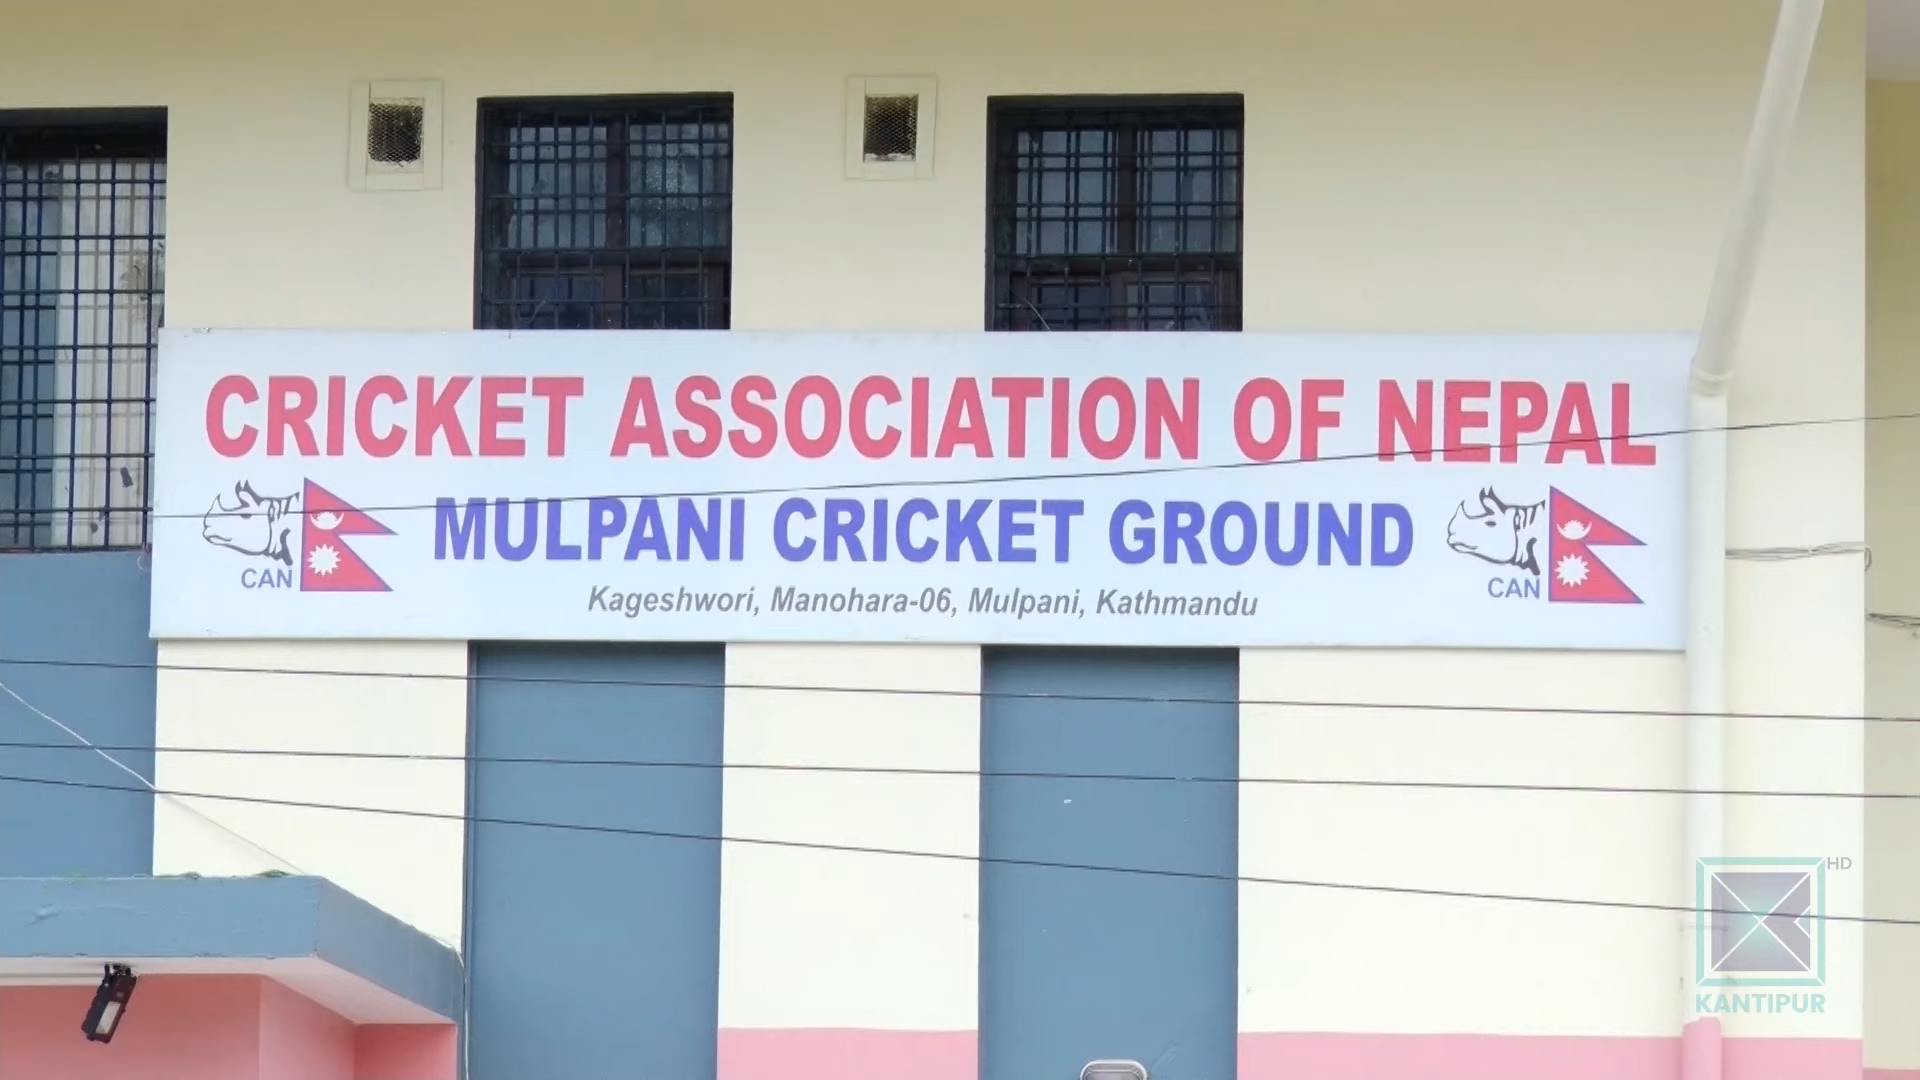 CRICKET ASSOCIATION OF NEPAL
MULPANI CRICKET GROUND
CAN
CAN
Kageshwori, Manohara-06, Mulpani, Kathmandu
HD
KANTIPUR